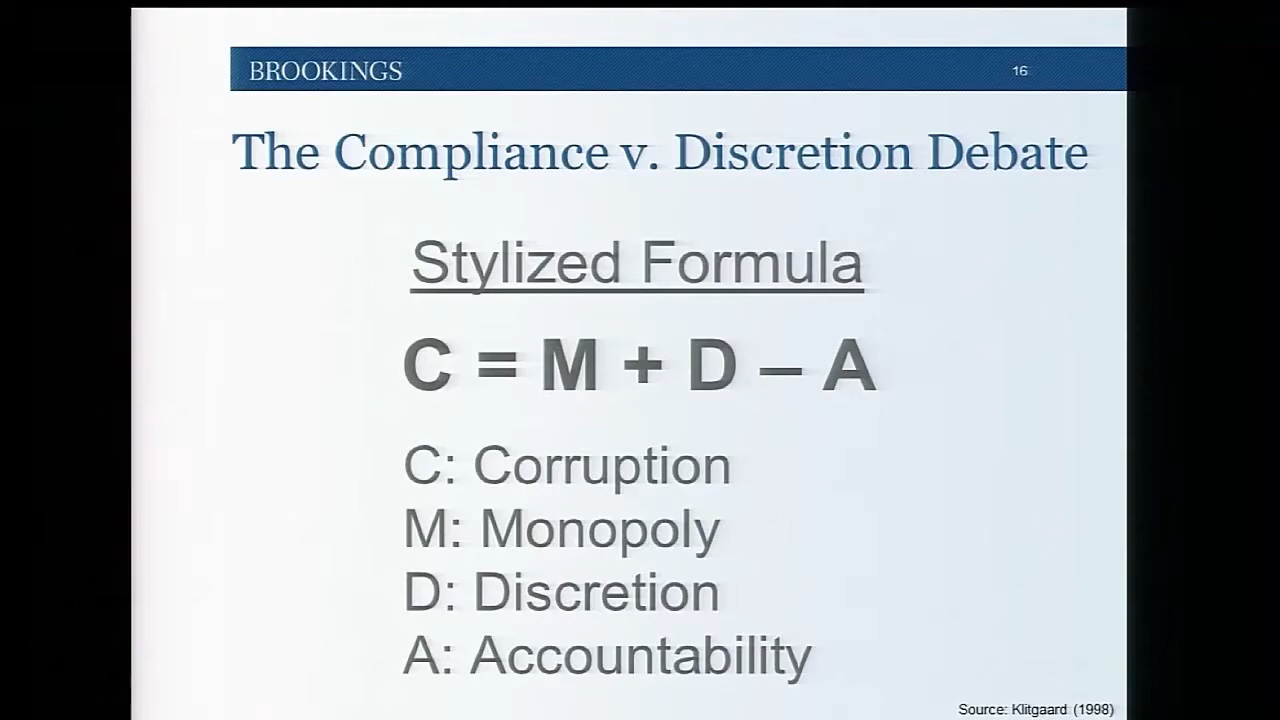 BROOKINGS
16
The Compliance v. Discretion Debate
Stylized Formula
C = M + D – A
C: Corruption
M: Monopoly
D: Discretion
A: Accountability
Source: Klitgaard (1998)